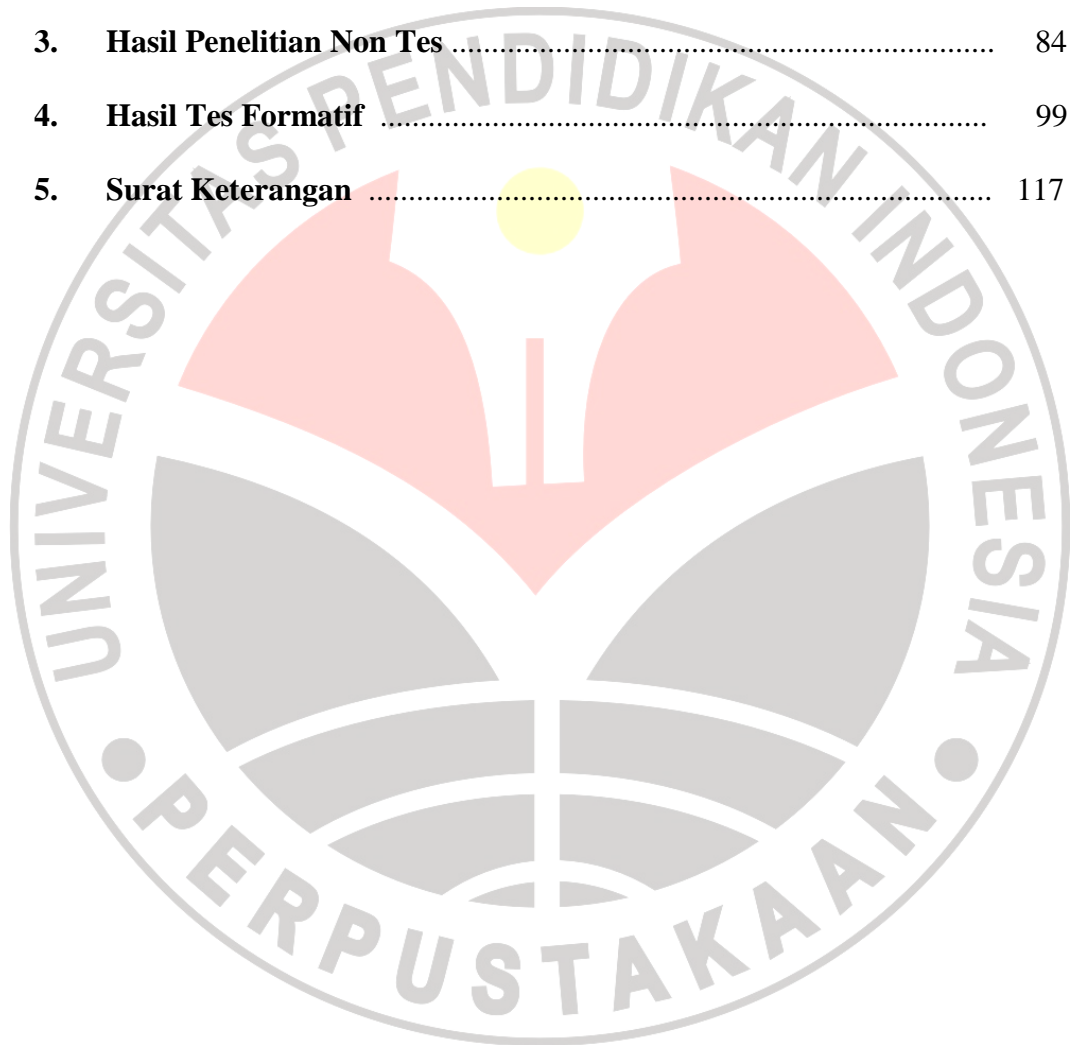 3. Hasil Penelitian Non Tes .................................................................... 84
4. Hasil Tes Formatif ............................................................................ 99
5. Surat Keterangan .............................................................................. 117
UNIVERSITAS PENDIDIKAN INDONESIA
PERPUSTAKAAN